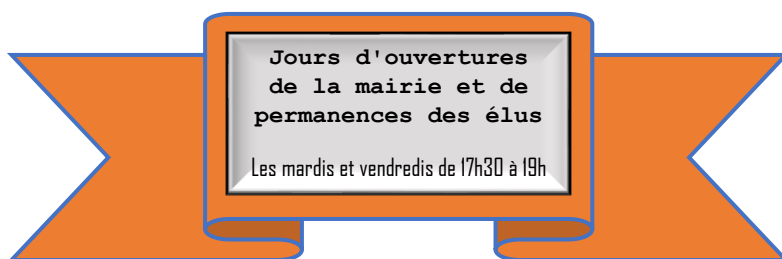 Jours d'ouvertures
de la mairie et de
permanences des élus
Les mardis et vendredis de 17h30 à 19h